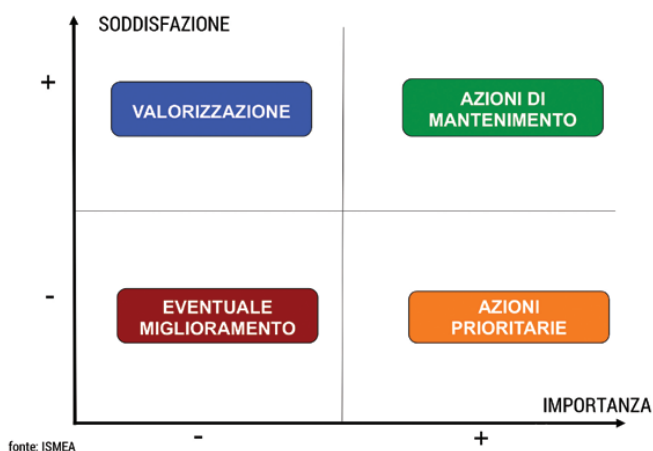 SODDISFAZIONE
+
VALORIZZAZIONE
AZIONI DI
MANTENIMENTO
-
EVENTUALE
MIGLIORAMENTO
AZIONI
PRIORITARIE
IMPORTANZA
- +
fonte: ISMEA